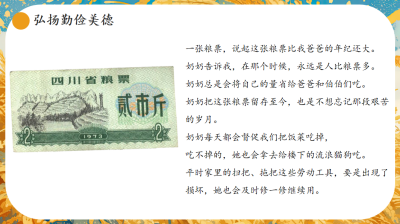 弘扬勤俭美德
一张粮票，说起这张粮票比我爸爸的年纪还大。
奶奶告诉我，在那个时候，永远是人比粮票多。
奶奶总是会将自己的量省给爸爸和伯伯们吃。
奶奶把这张粮票留存至今，也是不想忘记那段艰苦
的岁月。
奶奶每天都会督促我们把饭菜吃掉，
吃不掉的，她也会拿去给楼下的流浪猫狗吃。
平时家里的扫把、拖把这些劳动工具，要是出现了
损坏，她也会及时修一修继续用。
四川省粮票
贰市斤
2
1973
2